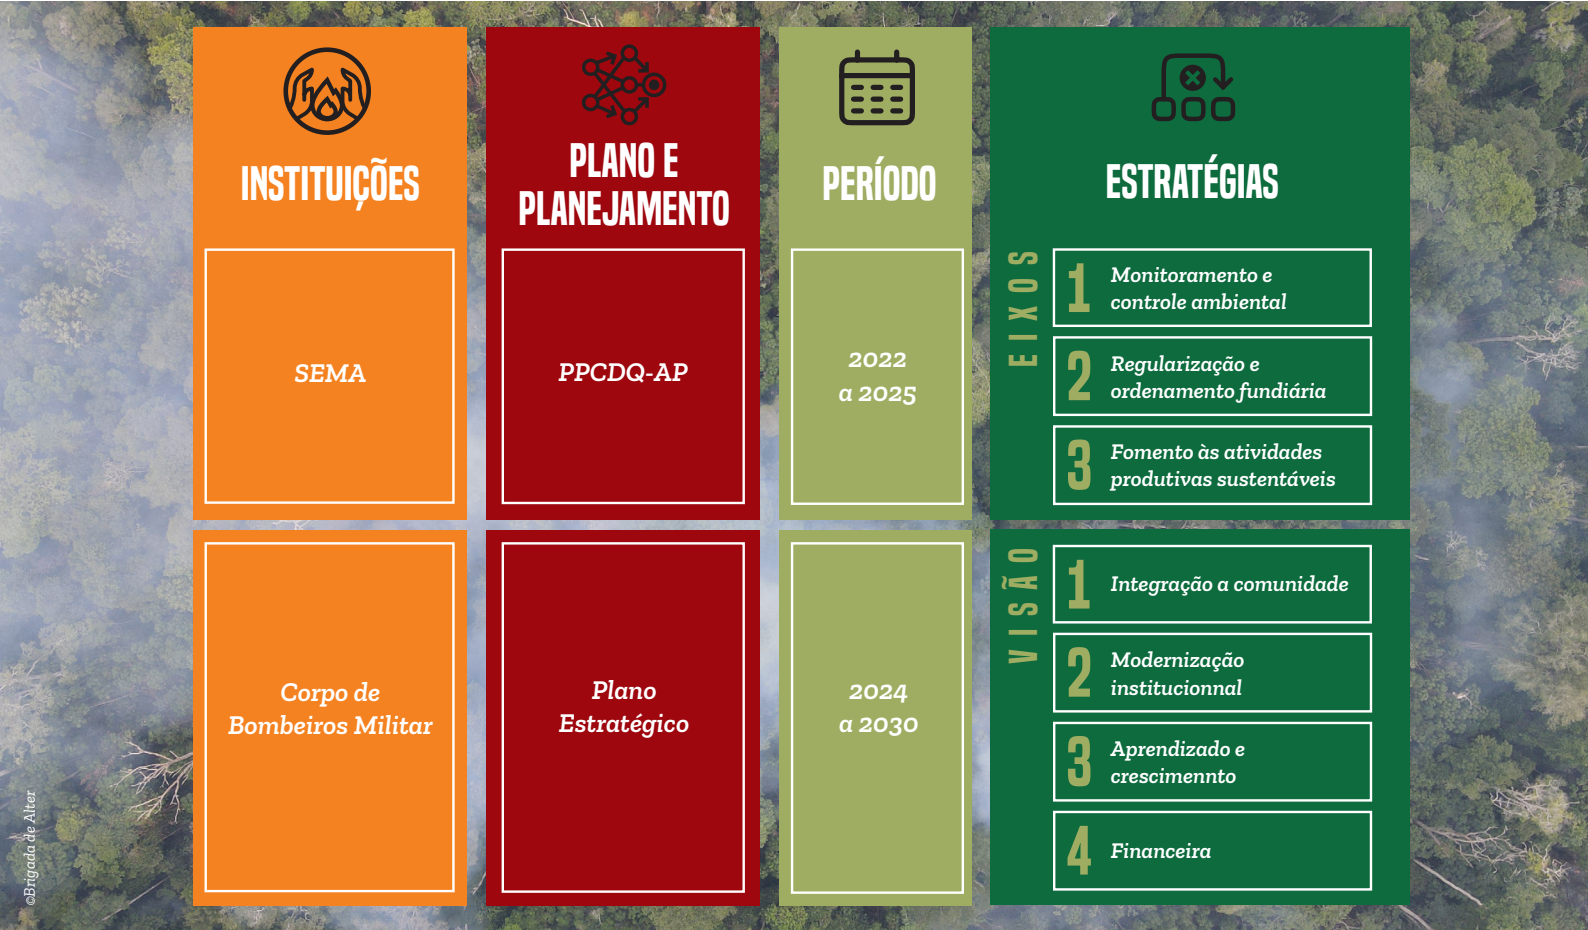 INSTITUIÇÕES
PLANO E
PLANEJAMENTO
PERÍODO
ESTRATÉGIAS
SEMA
PPCDQ-AP
2022
a 2025
EIXOS
1
Monitoramento e
controle ambiental
2
Regularização e
ordenamento fundiária
3
Fomento às atividades
produtivas sustentáveis
Corpo de
Bombeiros Militar
Plano
Estratégico
2024
a 2030
VISÃO
1
Integração a comunidade
2
Modernização
institucionnal
3
Aprendizado e
crescimennto
4
Financeira
©Brigada de Alter